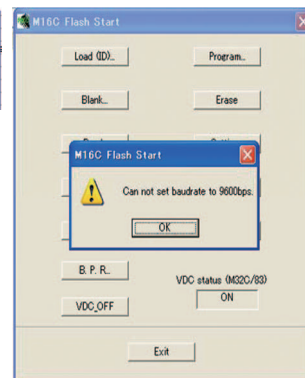 M16C Flash Start
Load (ID)...
Program...
Blank...
Erase
M16C Flash Start
Can not set baudrate to 9600bps.
OK
B. P. R...
VDC status (M32C/83)
ON
VDC_OFF
Exit